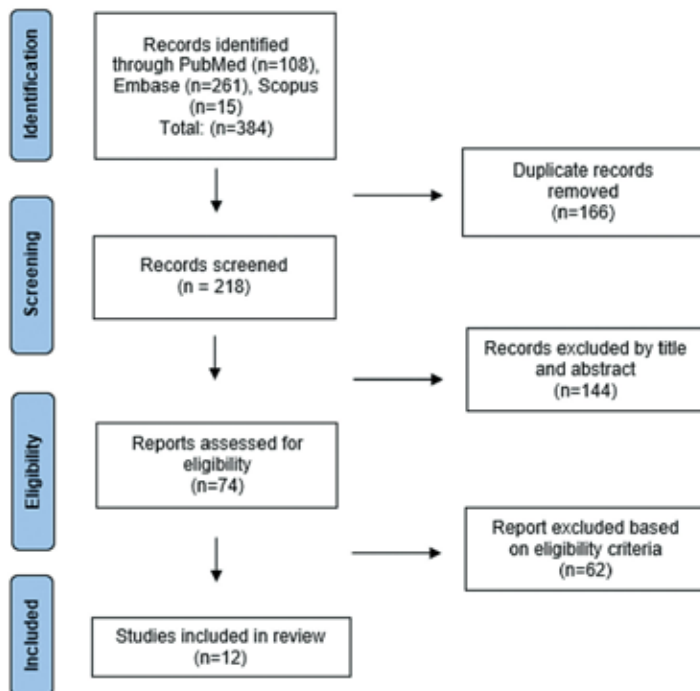 Identification
Records identified
through PubMed (n=108),
Embase (n=261), Scopus
(n=15)
Total: (n=384)
Duplicate records
removed
(n=166)
Screening
Records screened
(n = 218)
Records excluded by title
and abstract
(n=144)
Eligibility
Reports assessed for
eligibility
(n=74)
Report excluded based
on eligibility criteria
(n=62)
Included
Studies included in review
(n=12)